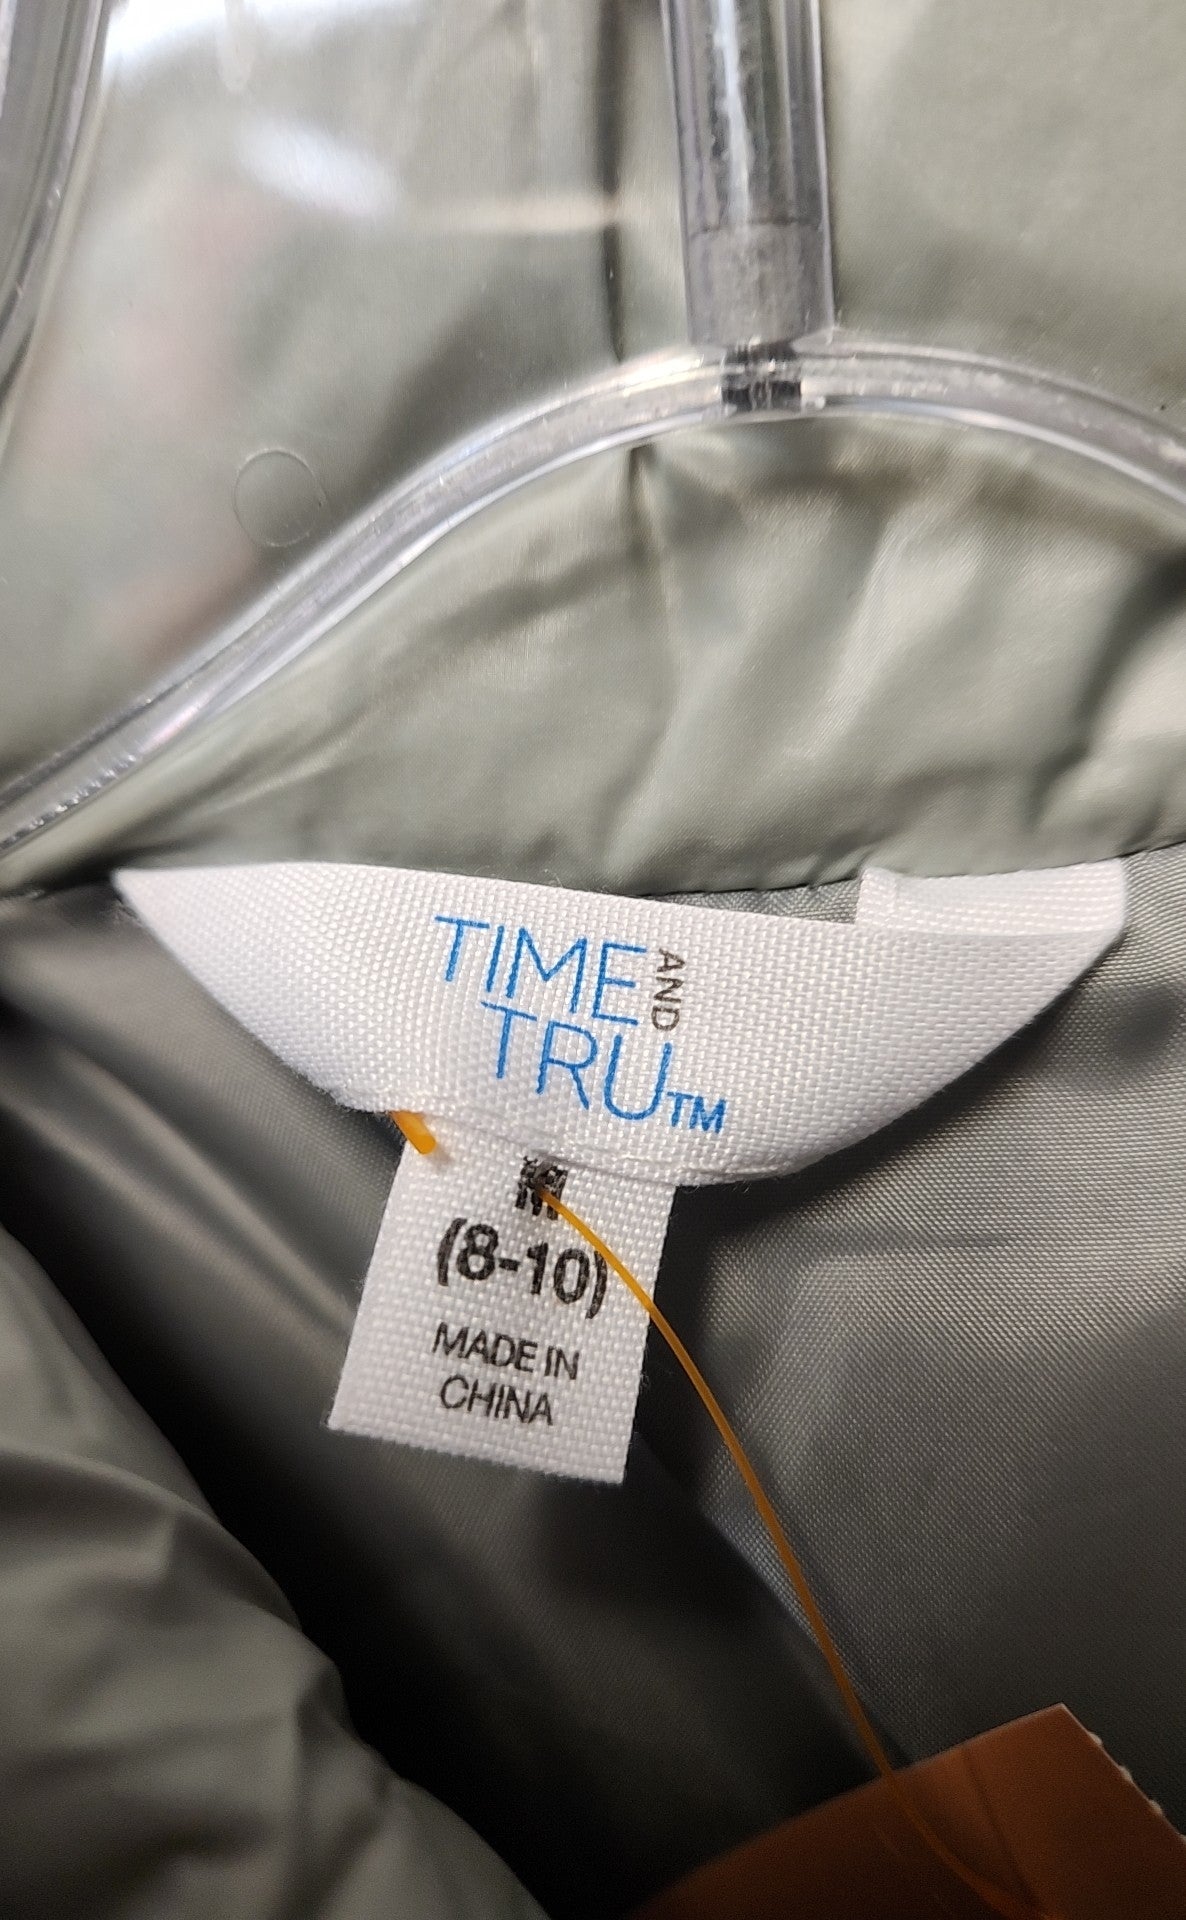 TIME AND
TRU™
M
(8-10)
MADE IN
CHINA